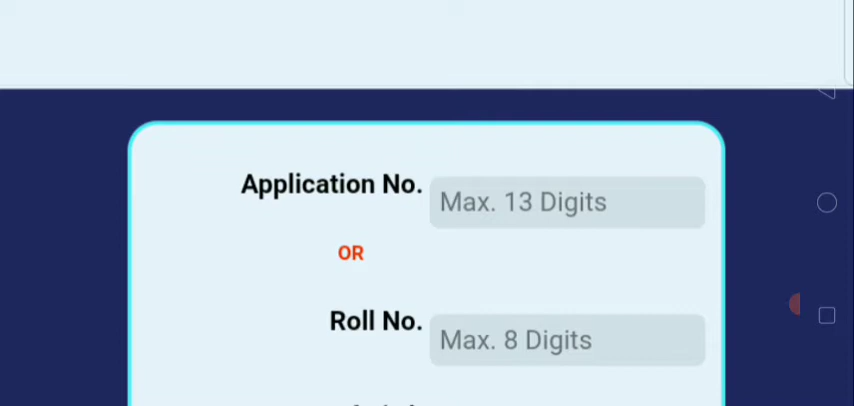 Application No. Max. 13 Digits
OR
Roll No. Max. 8 Digits